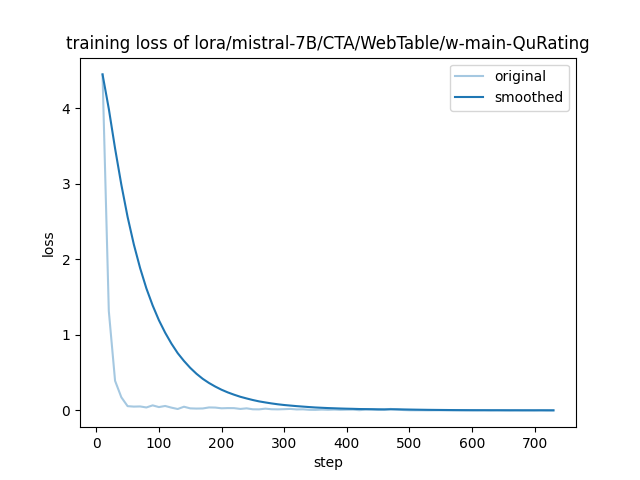 training loss of lora/mistral-7B/CTA/WebTable/w-main-QuRating
original
smoothed
loss
4
3
2
1
0
0 100 200 300 400 500 600 700
step